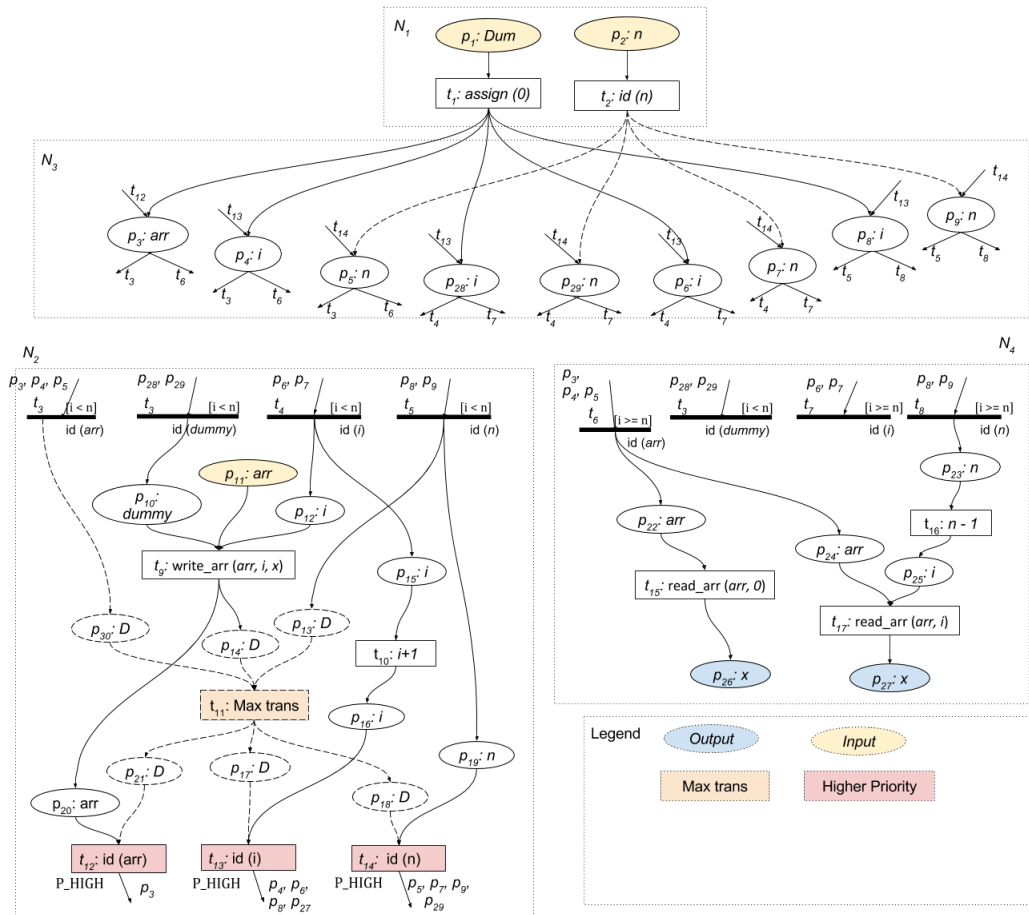 N1
p1: Dum
p2: n
t1: assign (0)
t2: id (n)
N3
t12
t13
t14
t13
t14
t13
t14
t13
t14
p3: arr
p4: i
p5: n
p28: i
p29: n
p6: i
p7: n
p8: i
p9: n
t3
t6
t3
t6
t3
t6
t4
t7
t4
t7
t4
t7
t4
t7
t5
t8
t5
t8
N2
p3, p4, p5
t3
[i < n]
id (arr)
p28, p29
t3
[i < n]
id (dummy)
p6, p7
t4
[i < n]
id (i)
p8, p9
t5
[i < n]
id (n)
p11: arr
p10:
dummy
p12: i
t9: write_arr (arr, i, x)
p15: i
p30: D
p14: D
p13: D
t10: i+1
t11: Max trans
p16: i
p21: D
p17: D
p18: D
p19: n
p20: arr
t12: id (arr)
t13: id (i)
t14: id (n)
P_HIGH
P_HIGH
P_HIGH
p3
p4, p6,
p8, p27
p5, p7, p9,
p29
N4
p3,
p4, p5
t6
[i >= n]
id (arr)
p28, p29
t3
[i < n]
id (dummy)
p6, p7
t7
[i >= n]
id (i)
p8, p9
t8
[i >= n]
id (n)
p23: n
p22: arr
t16: n - 1
p24: arr
p25: i
t15: read_arr (arr, 0)
t17: read_arr (arr, i)
p26: x
p27: x
Legend
Output
Input
Max trans
Higher Priority